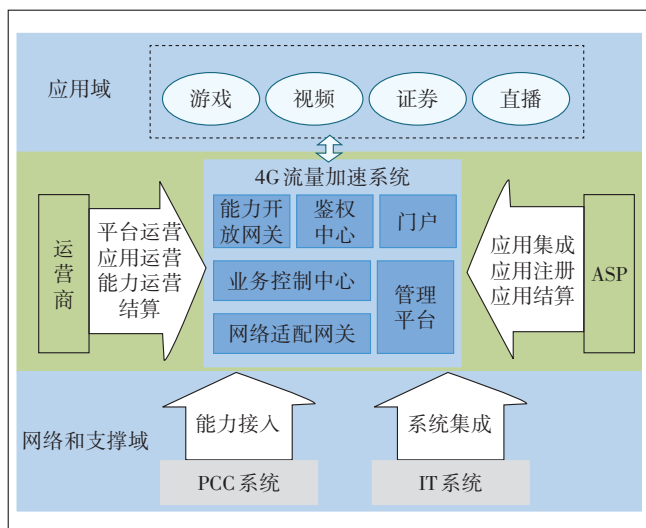 应用域
游戏
视频
证券
直播
4G流量加速系统
能力开
放网关
鉴权
中心
门户
业务控制中心
网络适配网关
管理
平台
运
营
商
平台运营
应用运营
能力运营
结算
应用集成
应用注册
应用结算
ASP
网络和支撑域
能力接入
系统集成
PCC系统
IT系统